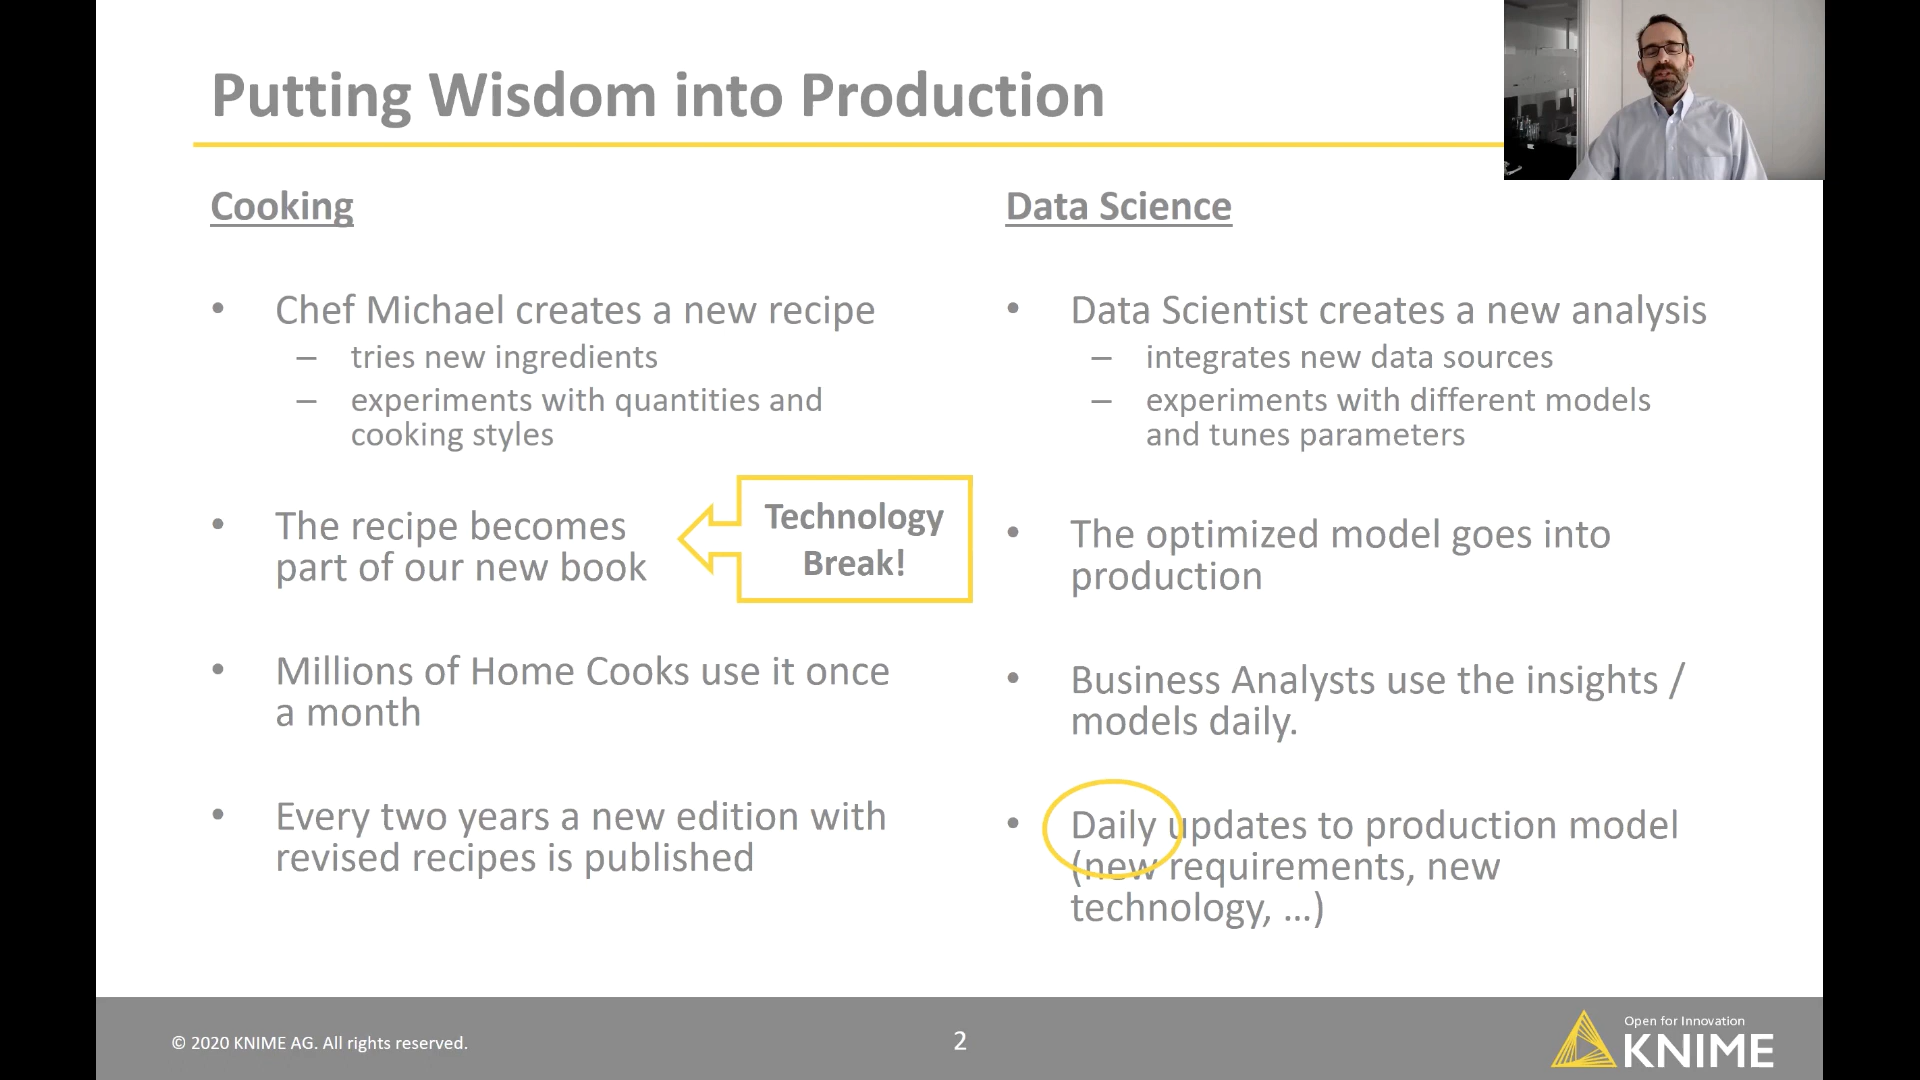 Putting Wisdom into Production
Cooking
• Chef Michael creates a new recipe
– tries new ingredients
– experiments with quantities and
cooking styles
• The recipe becomes
part of our new book
Technology
Break!
• Millions of Home Cooks use it once
a month
• Every two years a new edition with
revised recipes is published
Data Science
• Data Scientist creates a new analysis
– integrates new data sources
– experiments with different models
and tunes parameters
• The optimized model goes into
production
• Business Analysts use the insights /
models daily.
• Daily updates to production model
(new requirements, new
technology, …)
© 2020 KNIME AG. All rights reserved.
2
Open for Innovation
KNIME